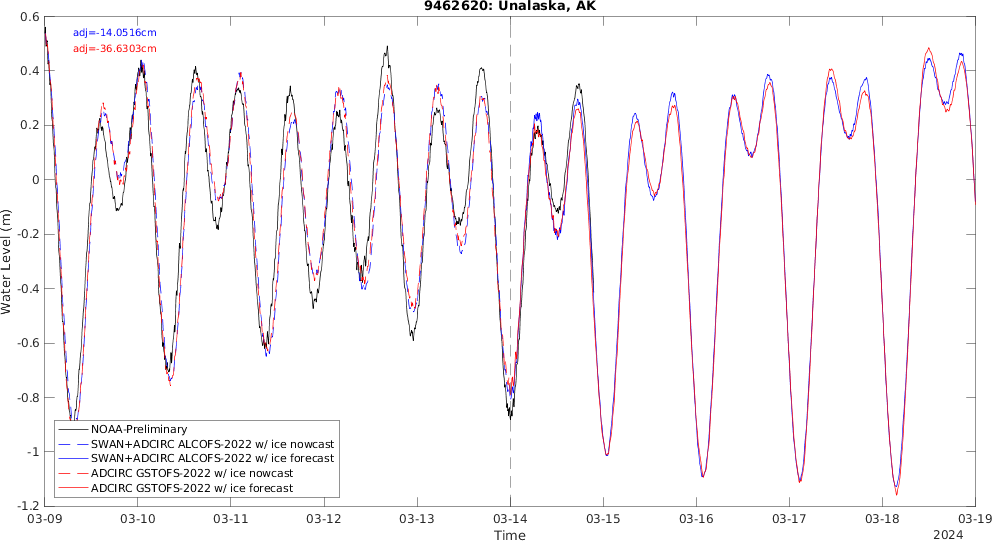 9462620: Unalaska, AK
adj=-14.0516cm
adj=-36.6303cm
Water Level (m)
0.6
0.4
0.2
0
-0.2
-0.4
-0.6
-0.8
-1
-1.2
NOAA-Preliminary
SWAN+ADCIRC ALCOFS-2022 w/ ice nowcast
SWAN+ADCIRC ALCOFS-2022 w/ ice forecast
ADCIRC GSTOFS-2022 w/ ice nowcast
ADCIRC GSTOFS-2022 w/ ice forecast
03-09 03-10 03-11 03-12 03-13 03-14 03-15 03-16 03-17 03-18 03-19
Time
2024